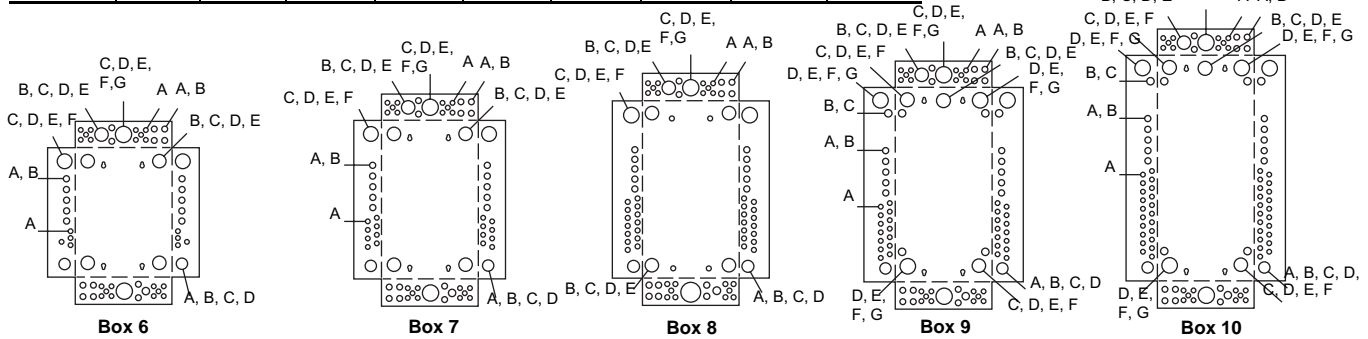 C, D, E,
F,G
B, C, D, E
A
A, B
C, D, E, F
B, C, D, E
A, B
A
A, B, C, D
Box 6
C, D, E,
F,G
B, C, D, E
A
A, B
C, D, E, F
B, C, D, E
A, B
A
A, B, C, D
Box 7
C, D, E,
F,G
B, C, D,E
A
A, B
C, D, E, F
B, C, D, E
A, B, C, D
Box 8
C, D, E,
F,G
B, C, D, E
A
A, B
C, D, E, F
B, C, D, E
D, E, F, G
D, E,
F, G
B, C
A, B
A
D, E,
F, G
A, B, C, D
C, D, E, F
Box 9
C, D, E, F
B, C, D, E
D, E, F, G
D, E, F, G
B, C
A, B
A
D, E,
F, G
A, B, C, D,
C, D, E, F
Box 10